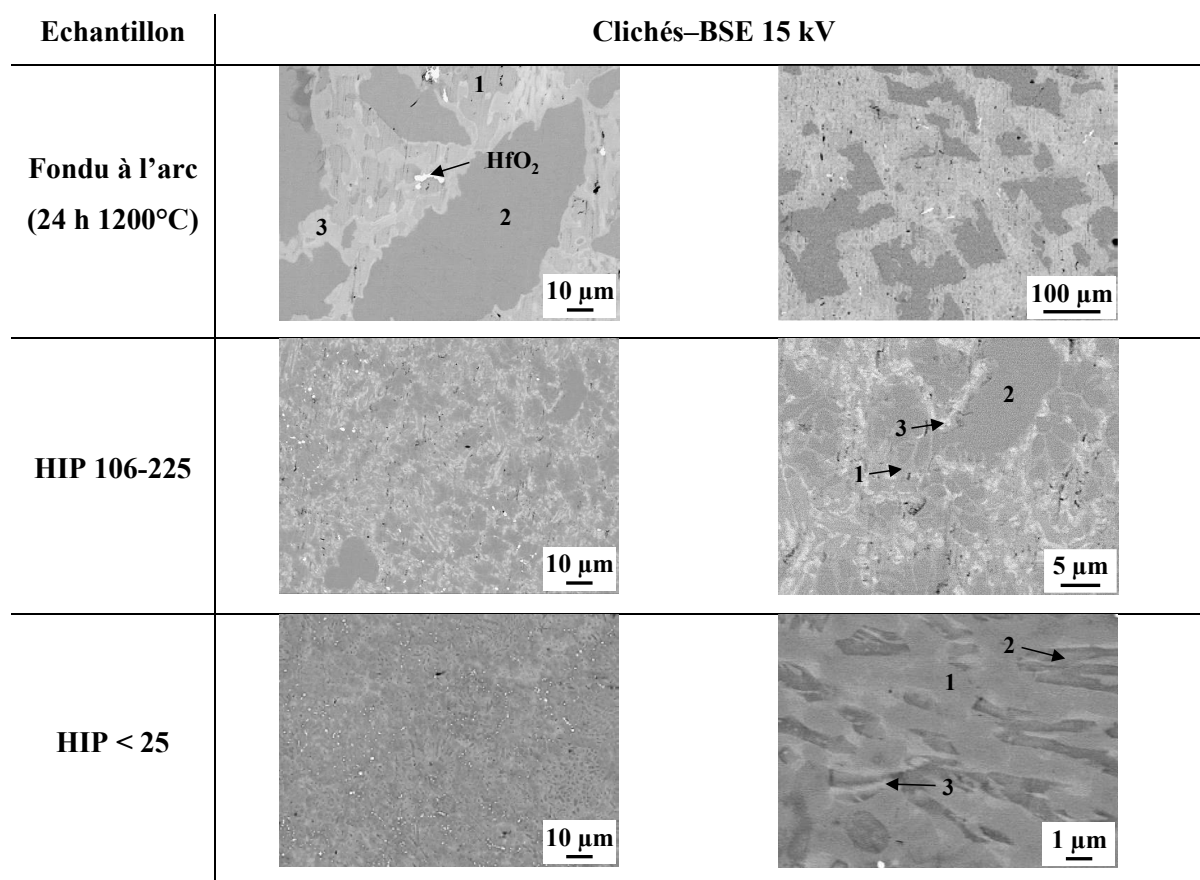 Echantillon
Clichés–BSE 15 kV
Fondu à l’arc
(24 h 1200°C)
1
HfO₂
2
3
10 µm
100 µm
HIP 106-225
10 µm
2
3
1
5 µm
HIP < 25
10 µm
2
1
3
1 µm